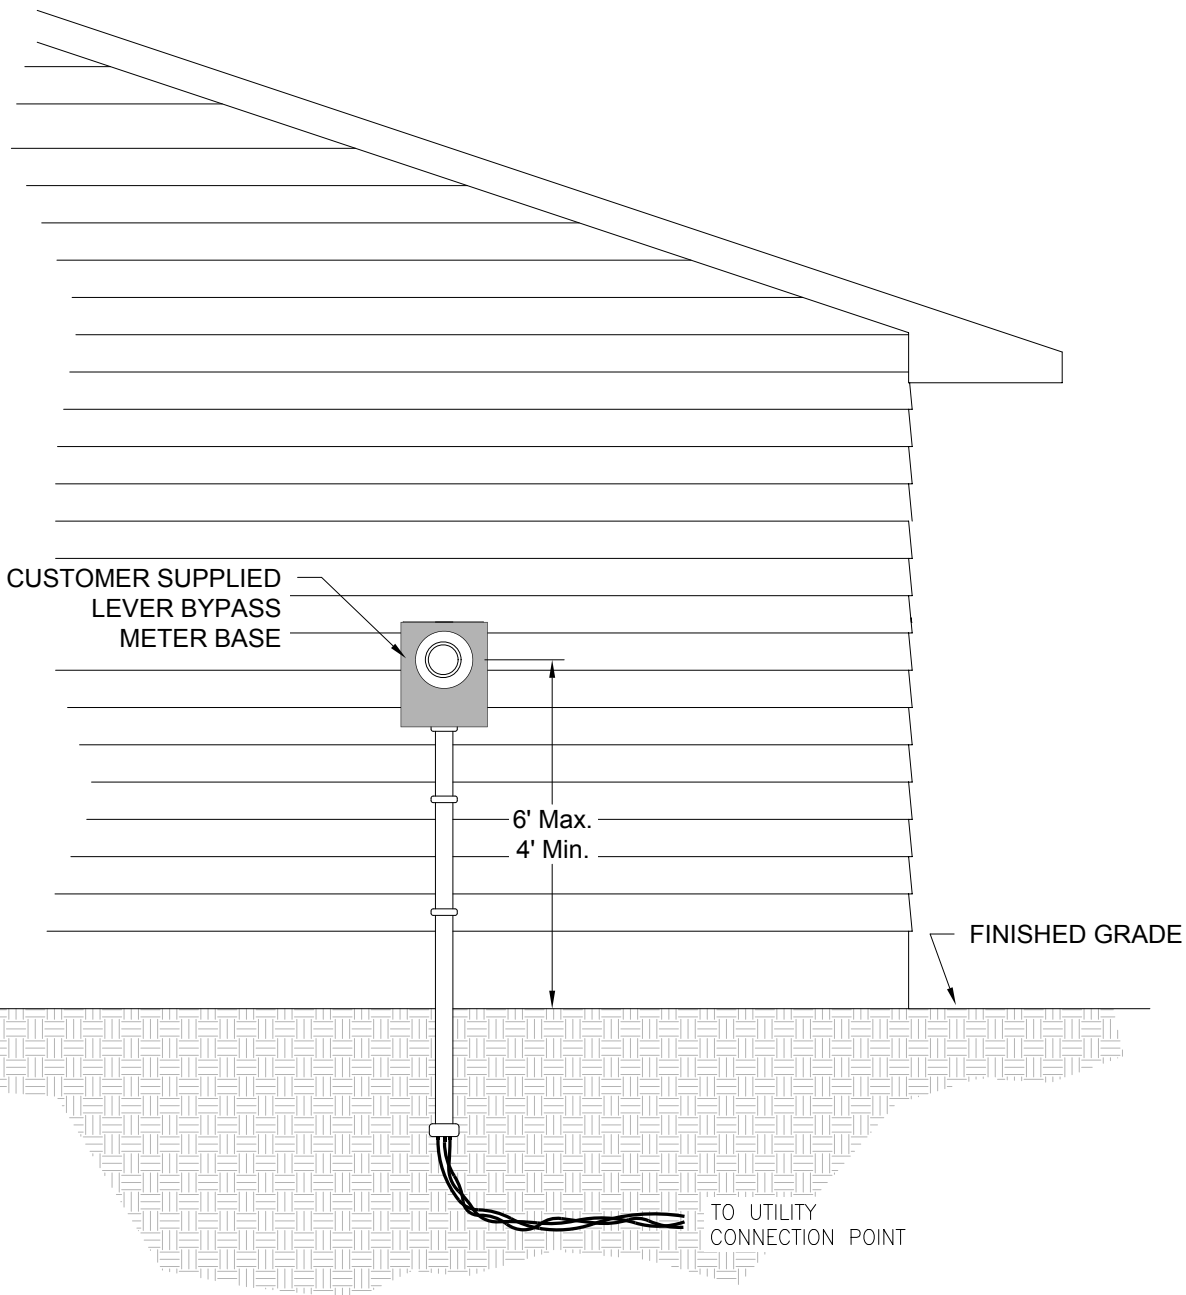 CUSTOMER SUPPLIED
LEVER BYPASS
METER BASE
6' Max.
4' Min.
FINISHED GRADE
TO UTILITY
CONNECTION POINT